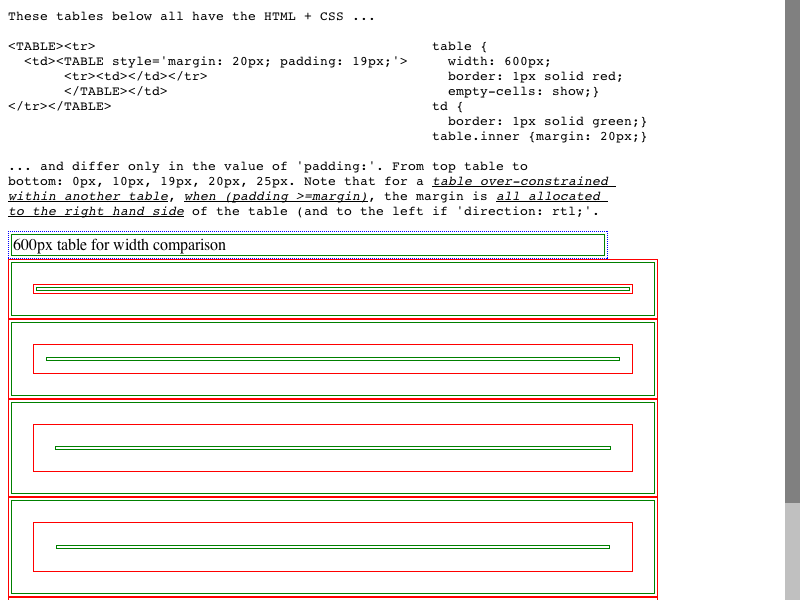 These tables below all have the HTML + CSS ...
<TABLE><tr>                                          table {
  <td><TABLE style='margin: 20px; padding: 19px;'>     width: 600px;
       <tr><td></td></tr>                              border: 1px solid red;
       </TABLE></td>                                   empty-cells: show;}
</tr></TABLE>                                        td {
                                                       border: 1px solid green;}
                                                     table.inner {margin: 20px;}
... and differ only in the value of 'padding:'. From top table to
bottom: 0px, 10px, 19px, 20px, 25px. Note that for a table over-constrained
within another table, when (padding >=margin), the margin is all allocated
to the right hand side of the table (and to the left if 'direction: rtl;'.
600px table for width comparison